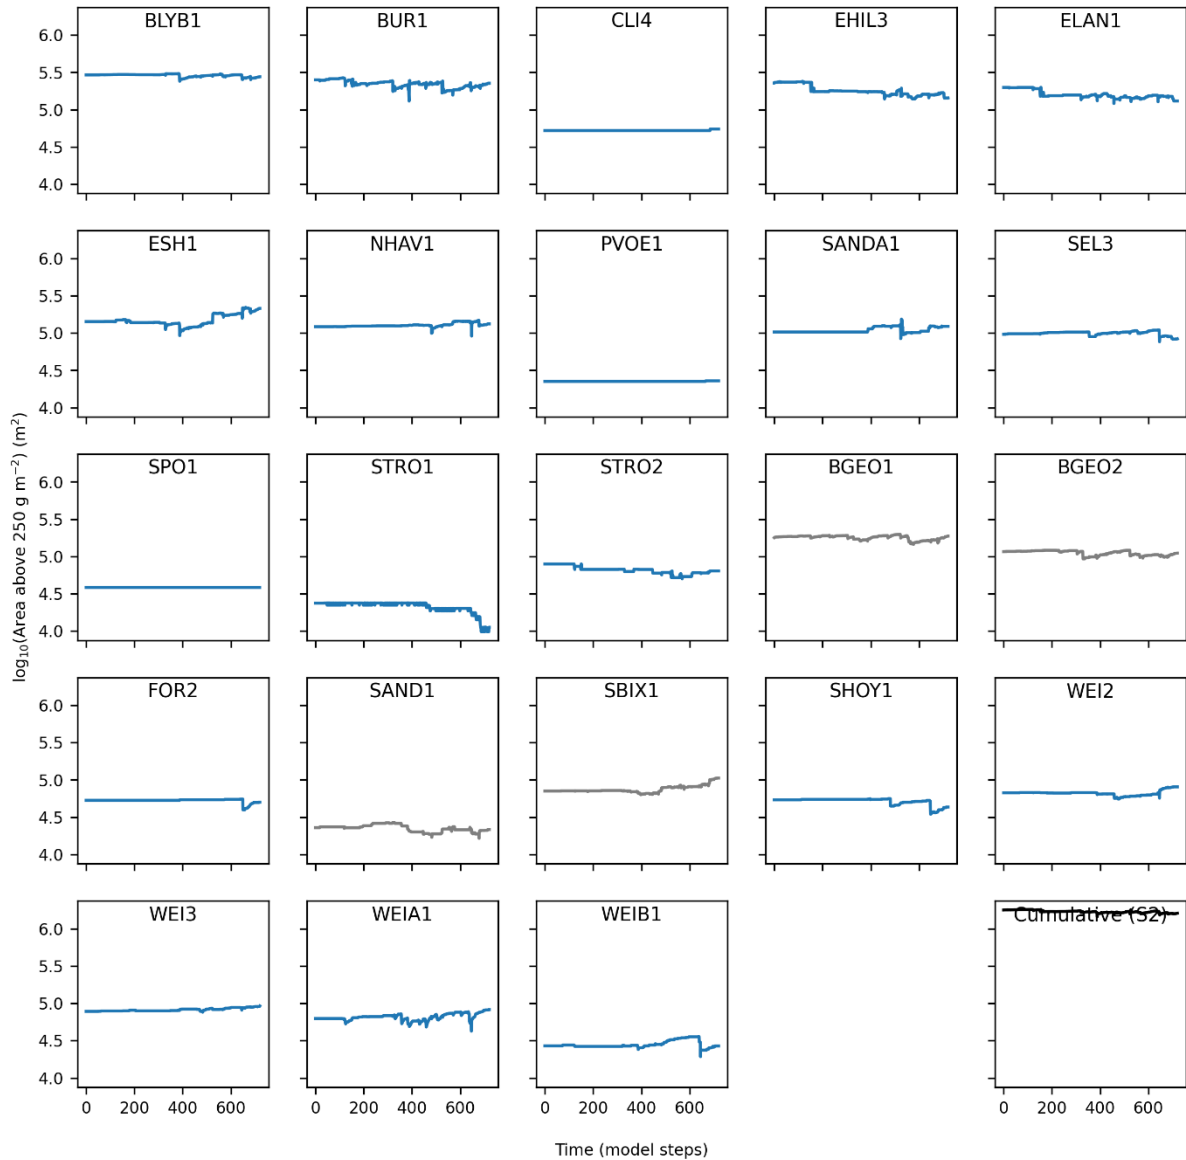 BLYB1 BUR1 CLI4 EHIL3 ELAN1
6.0
5.5
5.0
4.5
4.0
0 200 400 600
ESH1 NHAV1 PVOE1 SANDA1 SEL3
6.0
5.5
5.0
4.5
4.0
SPO1 STRO1 STRO2 BGEO1 BGEO2
6.0
5.5
5.0
4.5
4.0
log₁₀(Area above 250 g m⁻²) (m²)
FOR2 SAND1 SBIX1 SHOY1 WEI2
6.0
5.5
5.0
4.5
4.0
WEI3 WEIA1 WEIB1 Cumulative (S2)
6.0
5.5
5.0
4.5
4.0
0 200 400 600 0 200 400 600 0 200 400 600
Time (model steps)